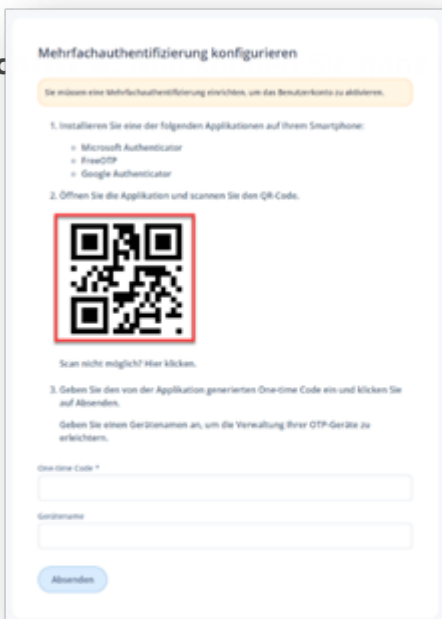 Mehrfachauthentifizierung konfigurieren
Sie müssen eine Mehrfachauthentifizierung einrichten, um das Benutzerkonto zu aktivieren.
1. Installieren Sie eine der folgenden Applikationen auf Ihrem Smartphone:
Microsoft Authenticator
FreeOTP
Google Authenticator
2. Öffnen Sie die Applikation und scannen Sie den QR-Code.
Scan nicht möglich? Hier klicken.
3. Geben Sie den von der Applikation generierten One-time Code ein und klicken Sie
auf Absenden.
Geben Sie einen Gerätenamen an, um die Verwaltung Ihrer OTP-Geräte zu
erleichtern.
One-time Code *
Gerätename
Absenden